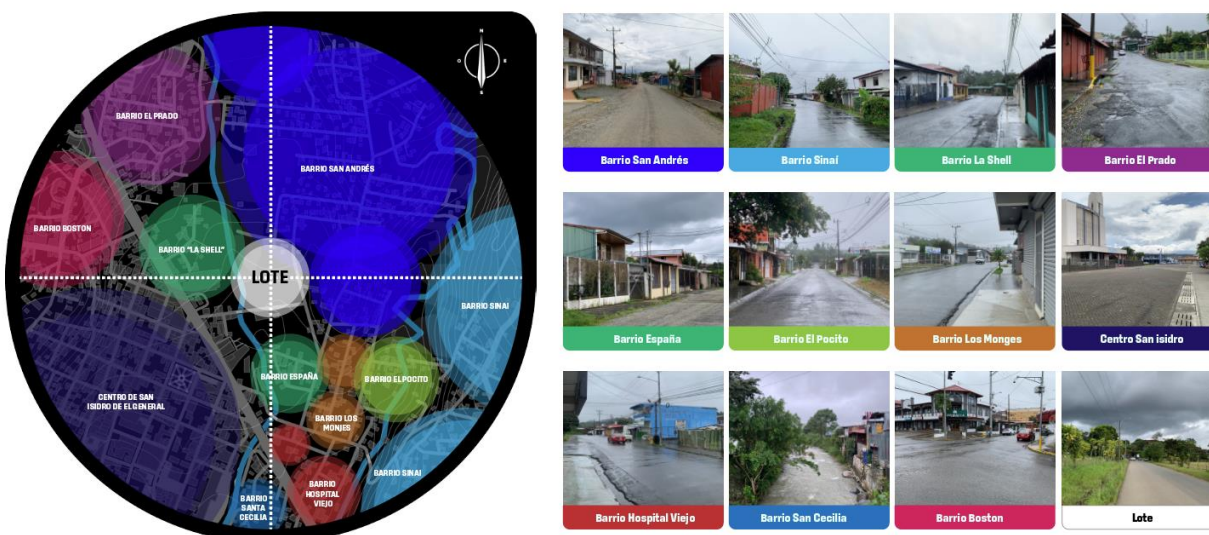 N
O
E
S
BARRIO EL PRADO
BARRIO SAN ANDRÉS
BARRIO BOSTON
BARRIO "LA SHELL"
LOTE
BARRIO SINAI
BARRIO ESPAÑA
BARRIO EL POCITO
CENTRO DE SAN
ISIDRO DE EL GENERAL
BARRIO LOS
MONJES
BARRIO SINAI
BARRIO
HOSPITAL
VIEJO
BARRIO
SANTA
CECILIA
Barrio San Andrés
Barrio Sinaí
Barrio La Shell
Barrio El Prado
Barrio España
Barrio El Pocito
Barrio Los Monges
Centro San isidro
Barrio Hospital Viejo
Barrio San Cecilia
Barrio Boston
Lote